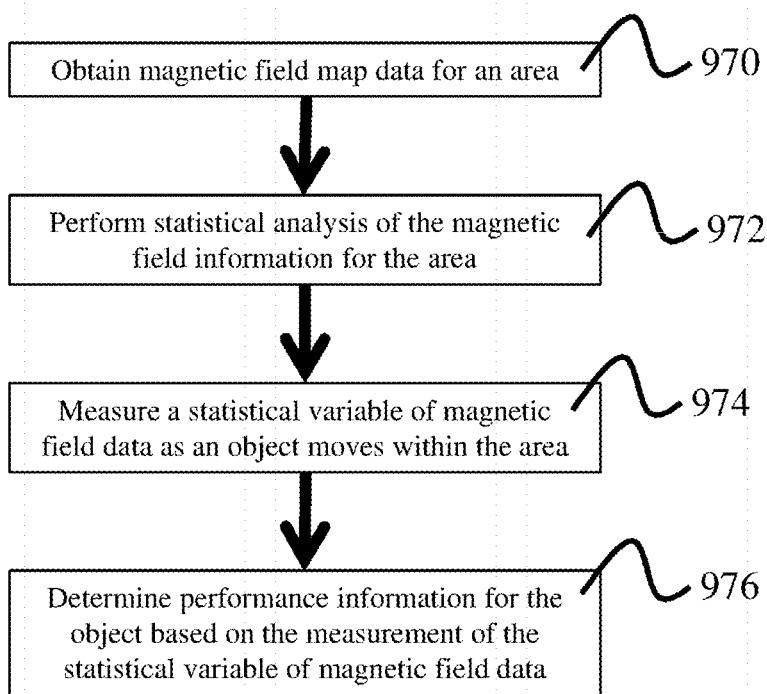 Obtain magnetic field map data for an area
970
Perform statistical analysis of the magnetic
field information for the area
972
Measure a statistical variable of magnetic
field data as an object moves within the area
974
Determine performance information for the
object based on the measurement of the
statistical variable of magnetic field data
976